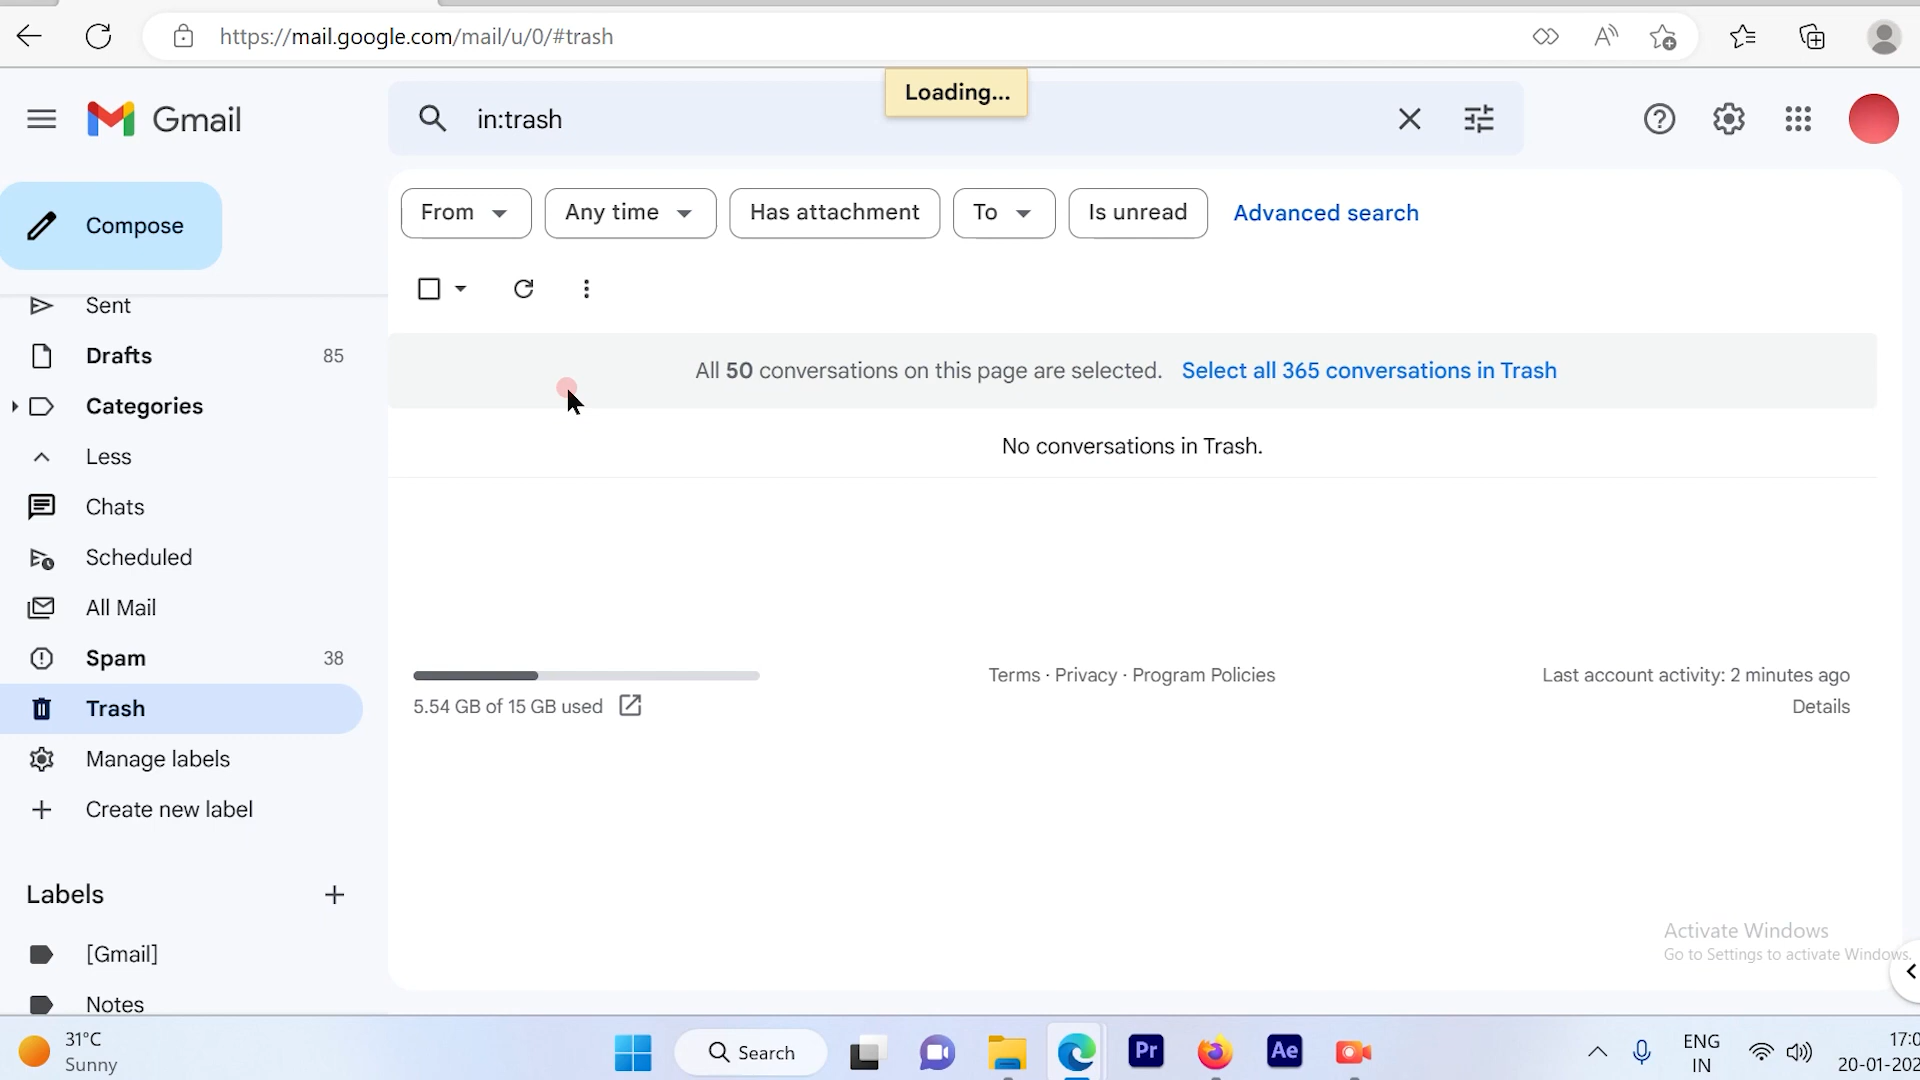 https://mail.google.com/mail/u/0/#trash
Loading...
Gmail
in:trash
Compose
From
Any time
Has attachment
To
Is unread
Advanced search
Sent
Drafts 85
Categories
Less
Chats
Scheduled
All Mail
Spam 38
Trash
Manage labels
Create new label
Labels
[Gmail]
Notes
All 50 conversations on this page are selected. Select all 365 conversations in Trash
No conversations in Trash.
5.54 GB of 15 GB used
Terms · Privacy · Program Policies
Last account activity: 2 minutes ago
Details
Activate Windows
Go to Settings to activate Windows.
31°C
Sunny
Search
Pr
Ae
ENG
IN
17:0
20-01-202